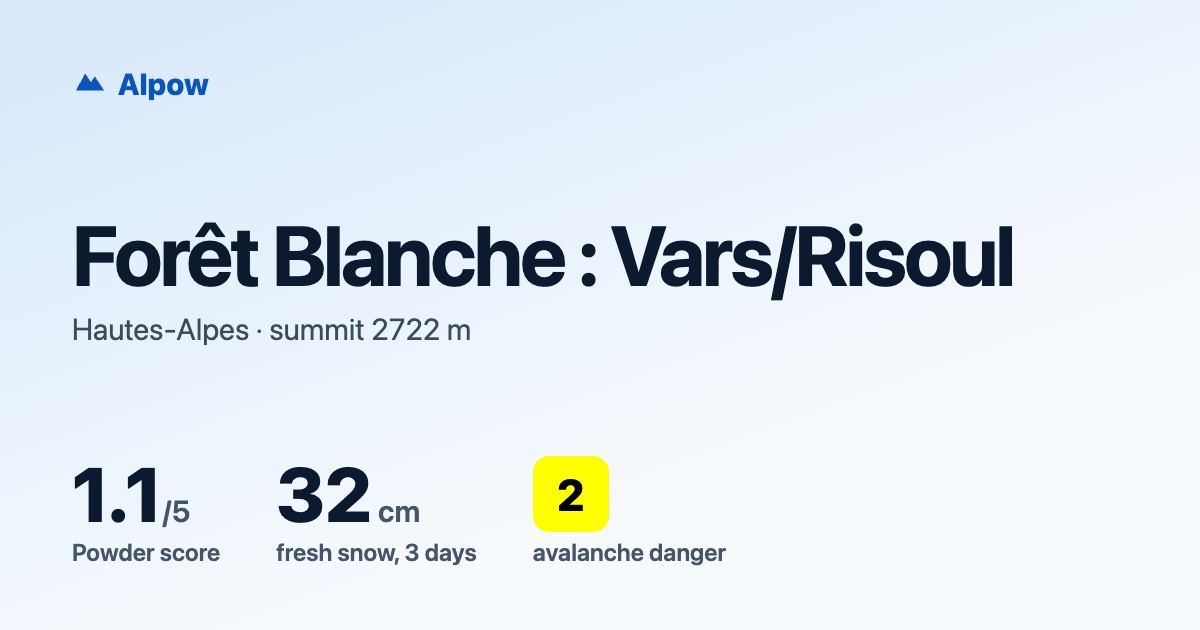 Alpow
Forêt Blanche : Vars/Risoul
Hautes-Alpes · summit 2722 m
1.1/5
Powder score
32 cm
fresh snow, 3 days
2
avalanche danger